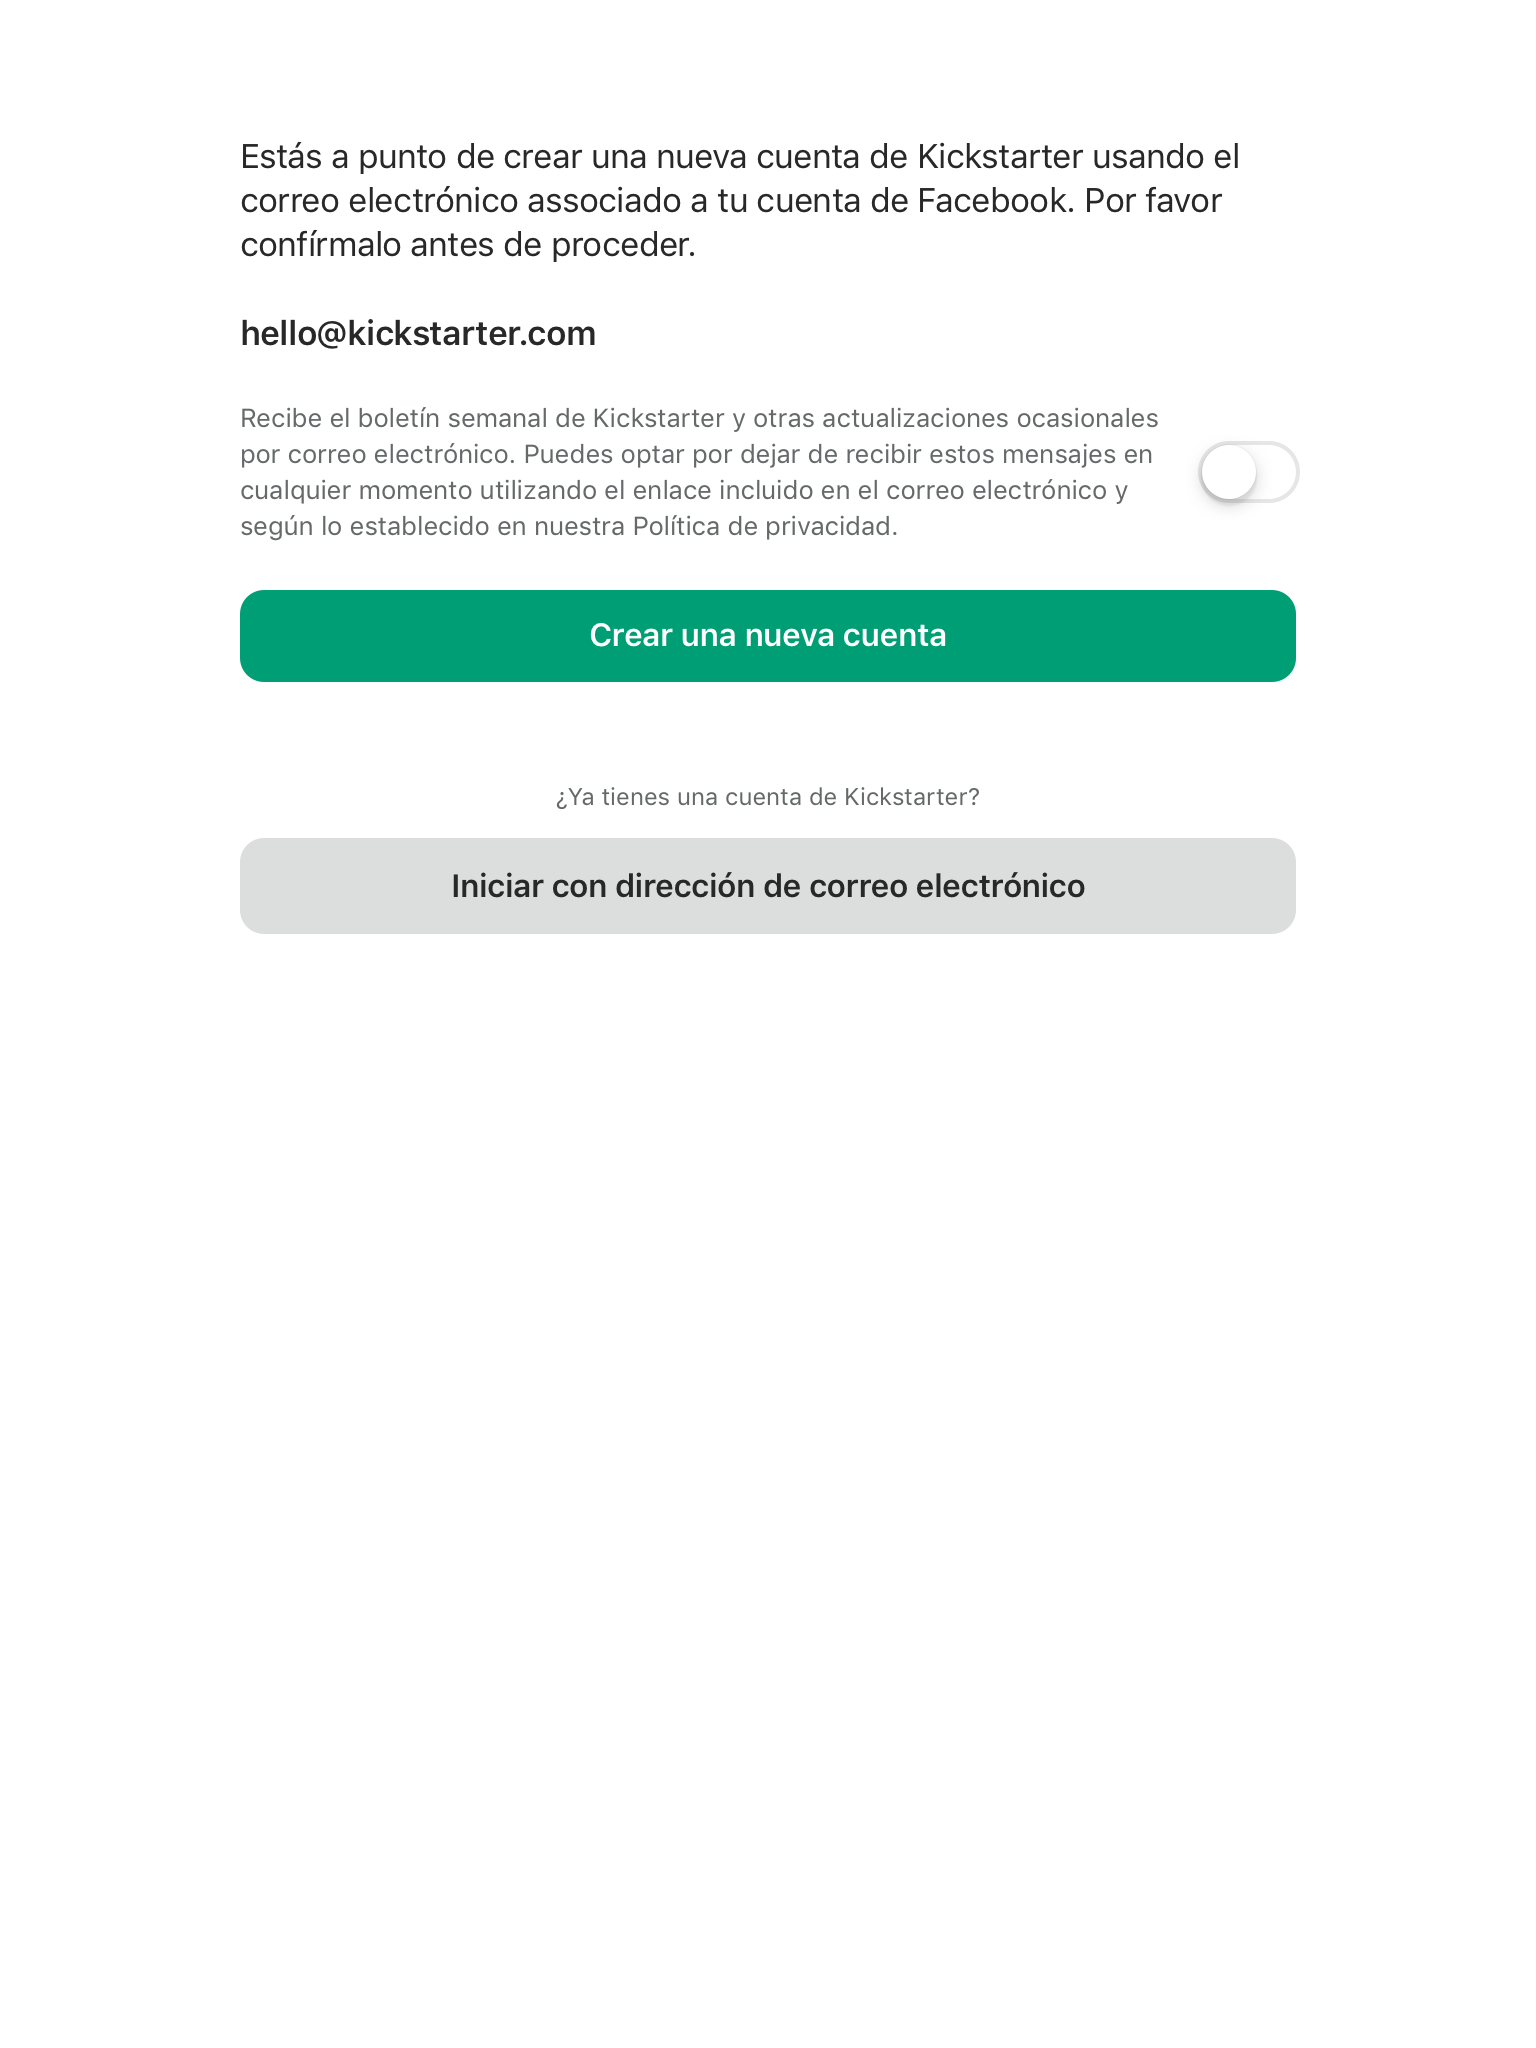 Estás a punto de crear una nueva cuenta de Kickstarter usando el
correo electrónico associado a tu cuenta de Facebook. Por favor
confírmalo antes de proceder.
hello@kickstarter.com
Recibe el boletín semanal de Kickstarter y otras actualizaciones ocasionales
por correo electrónico. Puedes optar por dejar de recibir estos mensajes en
cualquier momento utilizando el enlace incluido en el correo electrónico y
según lo establecido en nuestra Política de privacidad.
Crear una nueva cuenta
¿Ya tienes una cuenta de Kickstarter?
Iniciar con dirección de correo electrónico